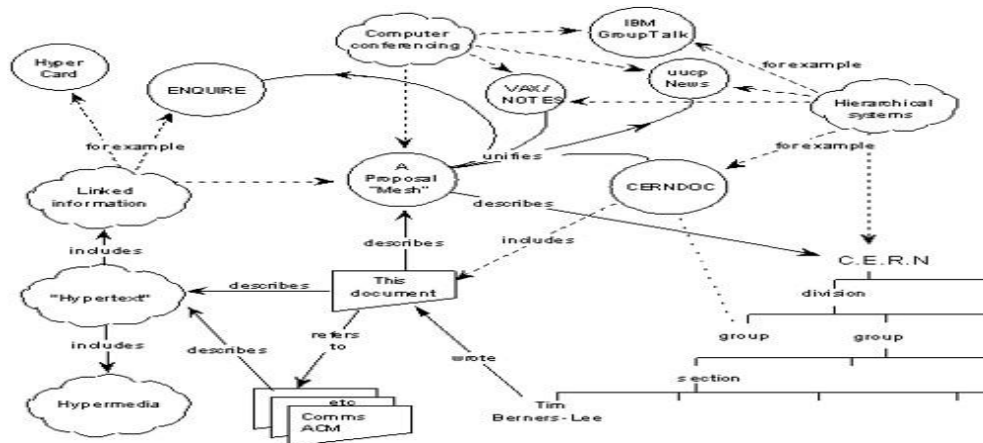 IBM
GroupTalk
Computer
conferencing
Hyper
Card
uucp
News
for example
ENQUIRE
VAX/
NOTES
Hierarchical
systems
for example
unifies
for example
A
Proposal
"Mesh"
CERNDOC
Linked
information
describes
describes
includes
includes
C.E.R.N
This
document
describes
"Hypertext"
division
refers
to
group
group
includes
describes
wrote
section
etc
Hypermedia
Comms
ACM
Tim
Berners-Lee